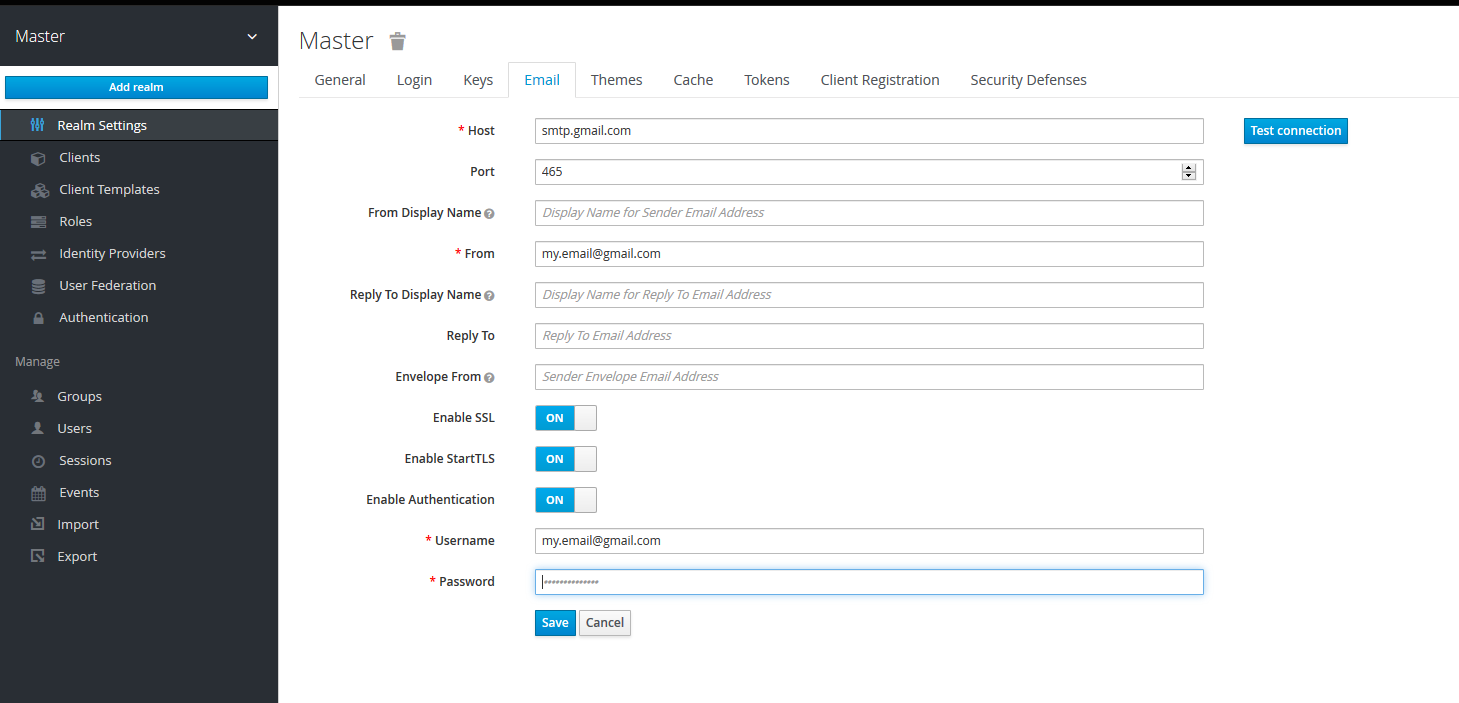 Master
Add realm
Realm Settings
Clients
Client Templates
Roles
Identity Providers
User Federation
Authentication
Manage
Groups
Users
Sessions
Events
Import
Export
Master
General Login Keys Email Themes Cache Tokens Client Registration Security Defenses
* Host smtp.gmail.com Test connection
Port 465
From Display Name Display Name for Sender Email Address
* From my.email@gmail.com
Reply To Display Name Display Name for Reply To Email Address
Reply To Reply To Email Address
Envelope From Sender Envelope Email Address
Enable SSL ON
Enable StartTLS ON
Enable Authentication ON
* Username my.email@gmail.com
* Password **************
Save Cancel